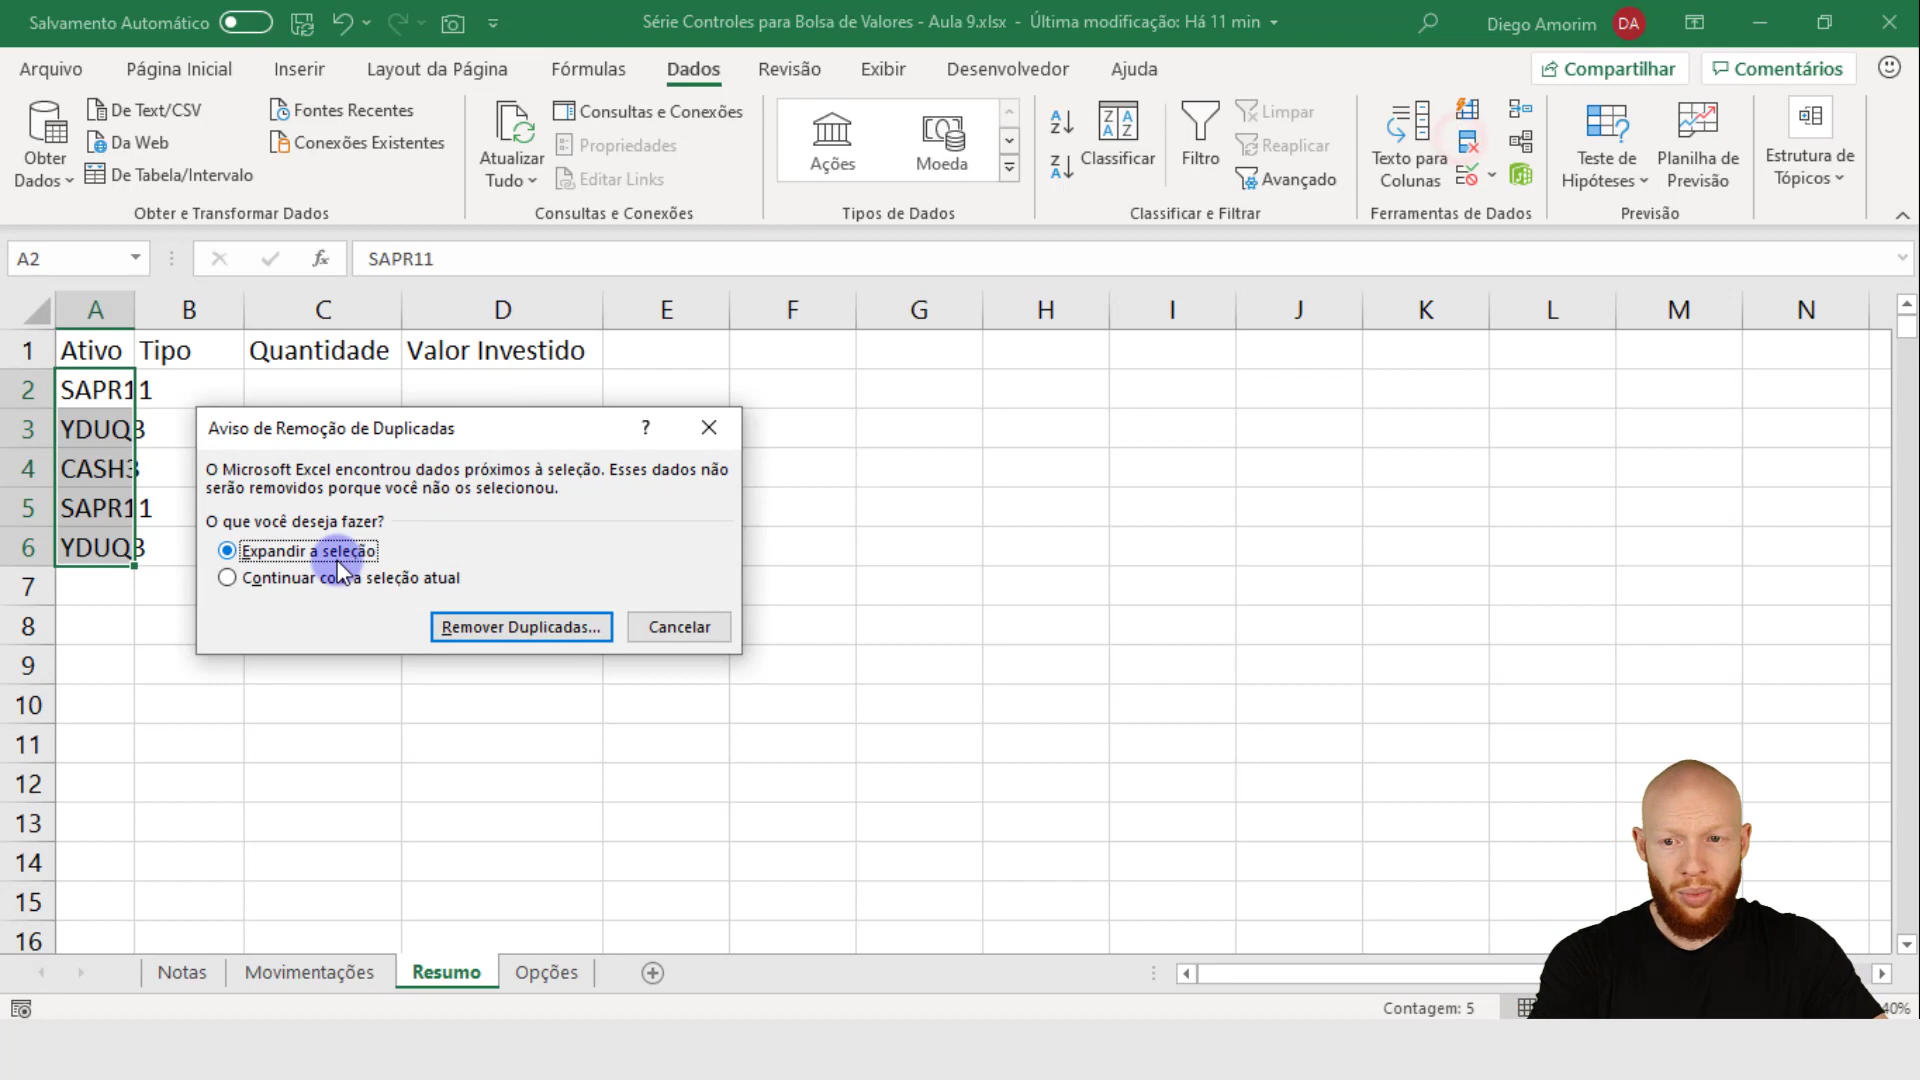 Salvamento Automático
Série Controles para Bolsa de Valores - Aula 9.xlsx - Última modificação: Há 11 min
Diego Amorim
DA
Arquivo
Página Inicial
Inserir
Layout da Página
Fórmulas
Dados
Revisão
Exibir
Desenvolvedor
Ajuda
Compartilhar
Comentários
Obter
Dados
De Text/CSV
Da Web
De Tabela/Intervalo
Fontes Recentes
Conexões Existentes
Obter e Transformar Dados
Atualizar
Tudo
Consultas e Conexões
Propriedades
Editar Links
Consultas e Conexões
Ações
Moeda
Tipos de Dados
Classificar
Filtro
Limpar
Reaplicar
Avançado
Classificar e Filtrar
Texto para
Colunas
Ferramentas de Dados
Teste de
Hipóteses
Planilha de
Previsão
Previsão
Estrutura de
Tópicos
A2
fx
SAPR11
A B C D E F G H I J K L M N
1 Ativo Tipo Quantidade Valor Investido
2 SAPR11
3 YDUQ3
4 CASH3
5 SAPR11
6 YDUQ3
7
8
9
10
11
12
13
14
15
16
Aviso de Remoção de Duplicadas
?
O Microsoft Excel encontrou dados próximos à seleção. Esses dados não
serão removidos porque você não os selecionou.
O que você deseja fazer?
Expandir a seleção
Continuar com a seleção atual
Remover Duplicadas...
Cancelar
Notas
Movimentações
Resumo
Opções
Contagem: 5
40%